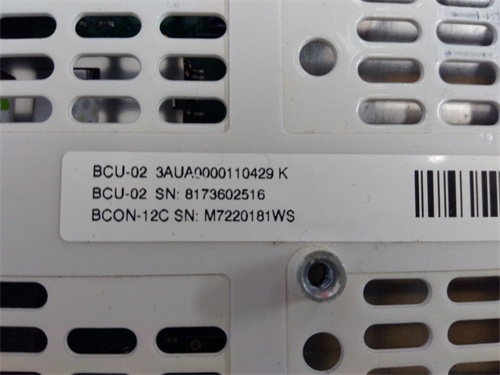 BCU-02 3AUA0000110429 K
BCU-02 SN: 8173602516
BCON-12C SN: M7220181WS